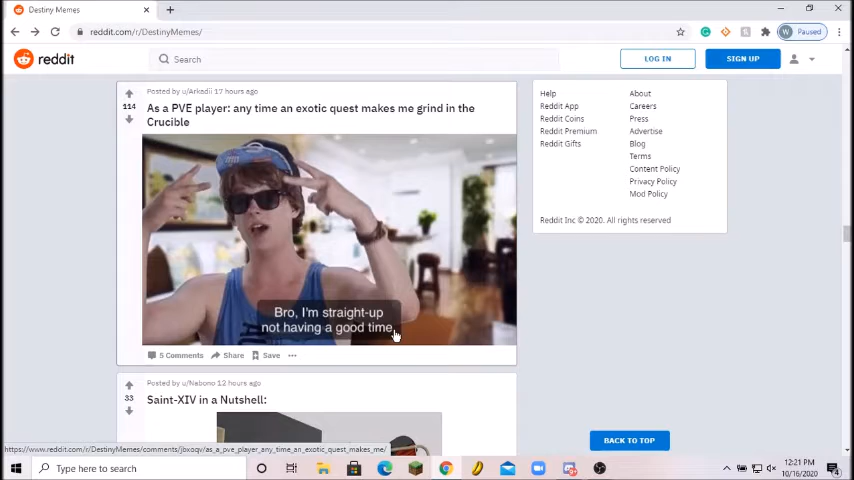 Destiny Memes
reddit.com/r/DestinyMemes/
W Paused
reddit
Search
LOG IN
SIGN UP
Posted by u/Arkadii 17 hours ago
114
As a PVE player: any time an exotic quest makes me grind in the
Crucible
Bro, I'm straight-up
not having a good time.
5 Comments Share Save
Help About
Reddit App Careers
Reddit Coins Press
Reddit Premium Advertise
Reddit Gifts Blog
Terms
Content Policy
Privacy Policy
Mod Policy
Reddit Inc © 2020. All rights reserved
Posted by u/Nabono 12 hours ago
33
Saint-XIV in a Nutshell:
BACK TO TOP
https://www.reddit.com/r/DestinyMemes/comments/jbxoqv/as_a_pve_player_any_time_an_exotic_quest_makes_me/
Type here to search
12:21 PM
10/16/2020
4